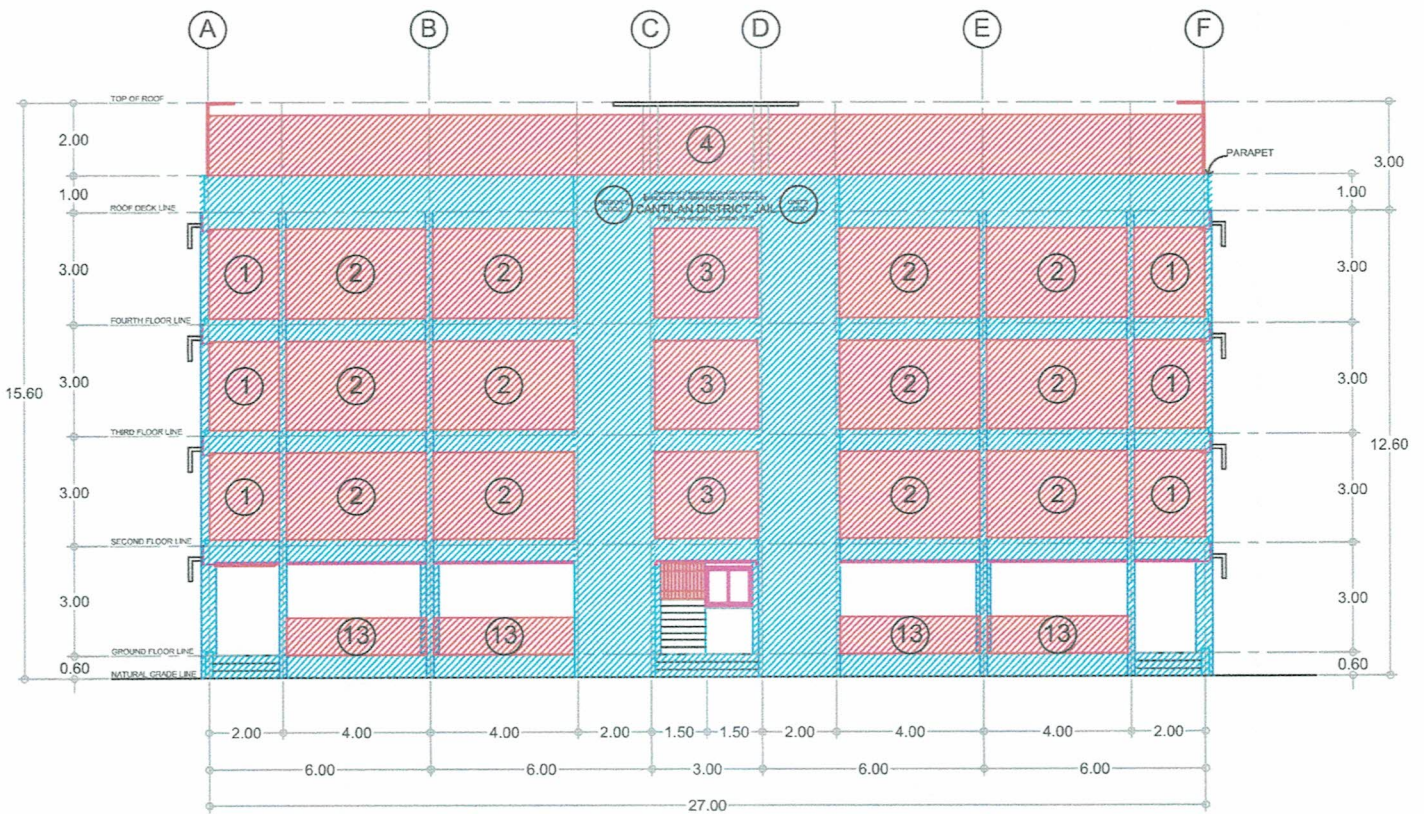 A B C D E F
TOP OF ROOF
2.00
4
3.00
PARAPET
1.00
1.00
ROOF DECK LINE
CANTILAN DISTRICT JAIL
3.00
1 2 2 3 2 2 1
3.00
FOURTH FLOOR LINE
15.60
3.00
1 2 2 3 2 2 1
3.00
THIRD FLOOR LINE
12.60
3.00
1 2 2 3 2 2 1
3.00
SECOND FLOOR LINE
3.00
3.00
13 13 13 13
GROUND FLOOR LINE
0.60
0.60
NATURAL GRADE LINE
2.00 4.00 4.00 2.00 1.50 1.50 2.00 4.00 4.00 2.00
6.00 6.00 3.00 6.00 6.00
27.00